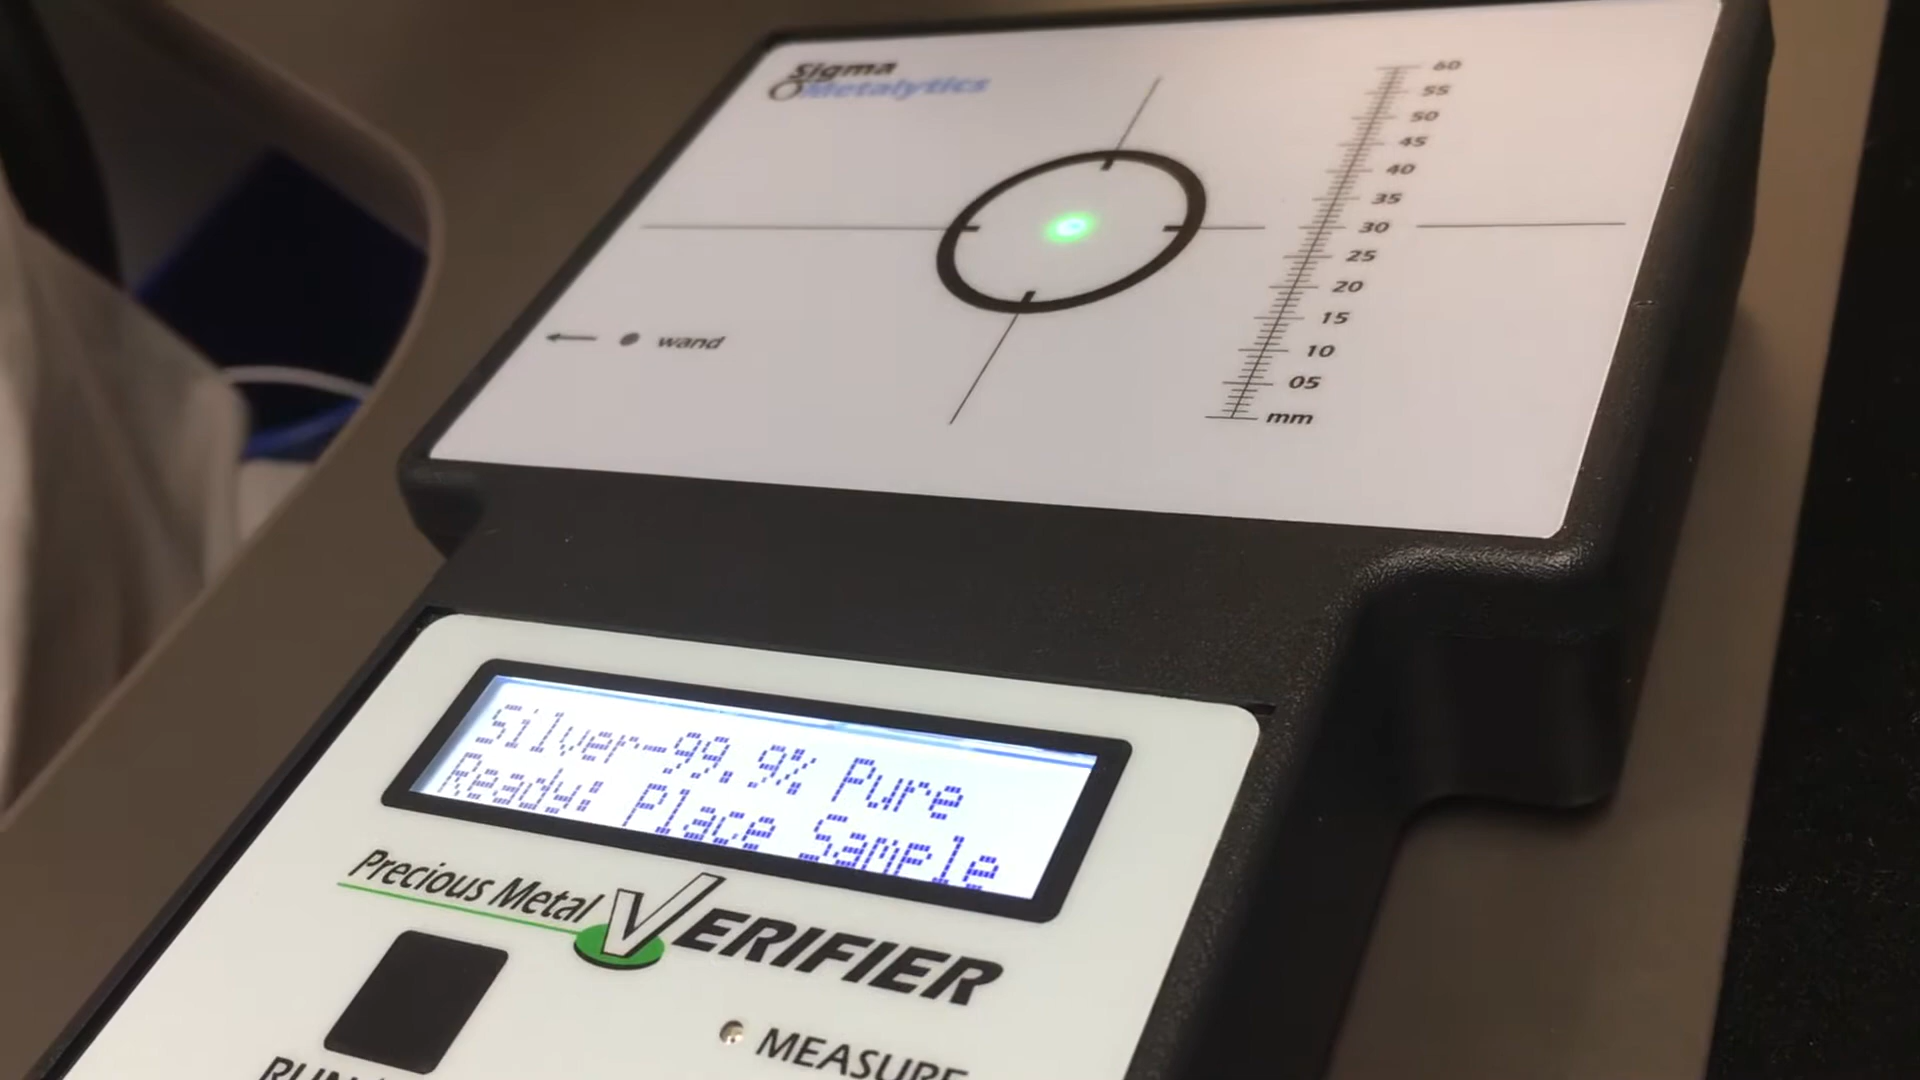 Sigma
Metalytics
60
55
50
45
40
35
30
25
20
15
10
05
mm
wand
Silver-99.9% Pure
Ready: Place Sample
Precious Metal VERIFIER
MEASURE
RUN